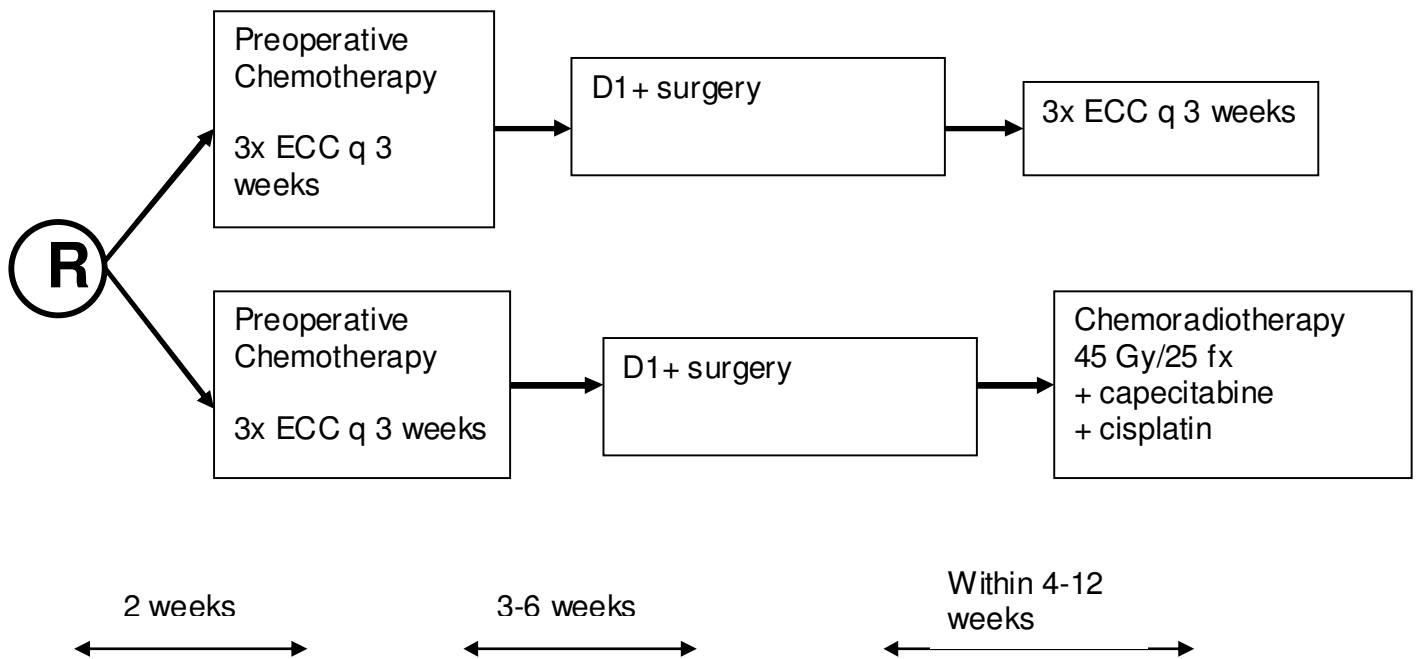 Preoperative
Chemotherapy
3x ECC q 3
weeks
D1+ surgery
3x ECC q 3 weeks
R
Preoperative
Chemotherapy
3x ECC q 3 weeks
D1+ surgery
Chemoradiotherapy
45 Gy/25 fx
+ capecitabine
+ cisplatin
2 weeks
3-6 weeks
Within 4-12
weeks